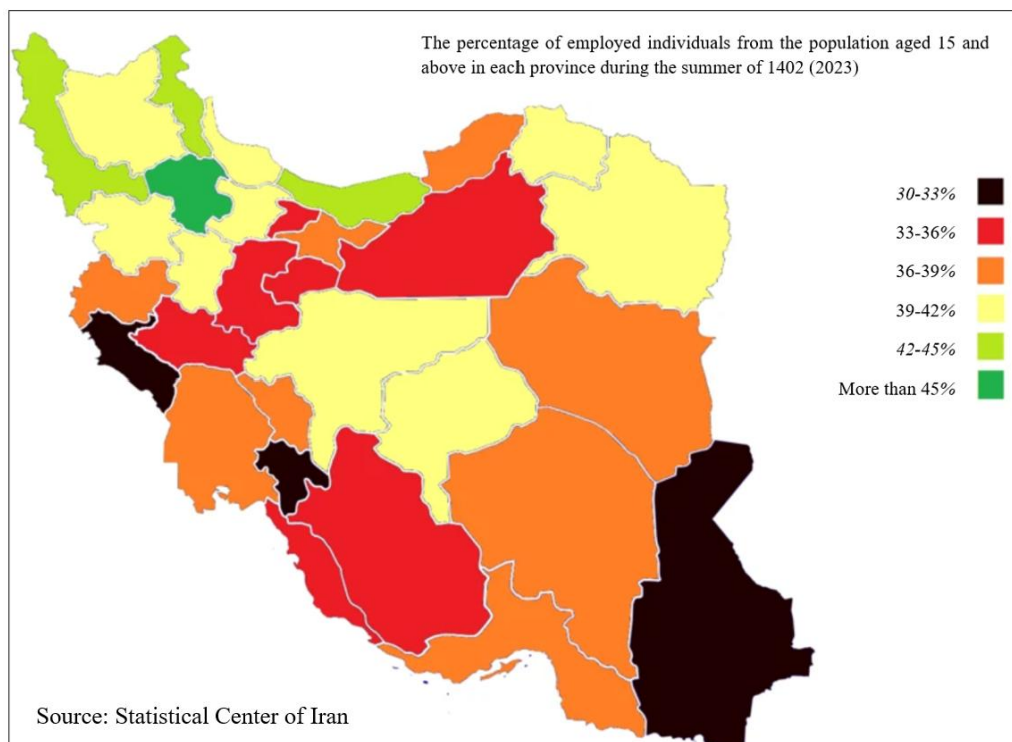 The percentage of employed individuals from the population aged 15 and
above in each province during the summer of 1402 (2023)
30-33%
33-36%
36-39%
39-42%
42-45%
More than 45%
Source: Statistical Center of Iran